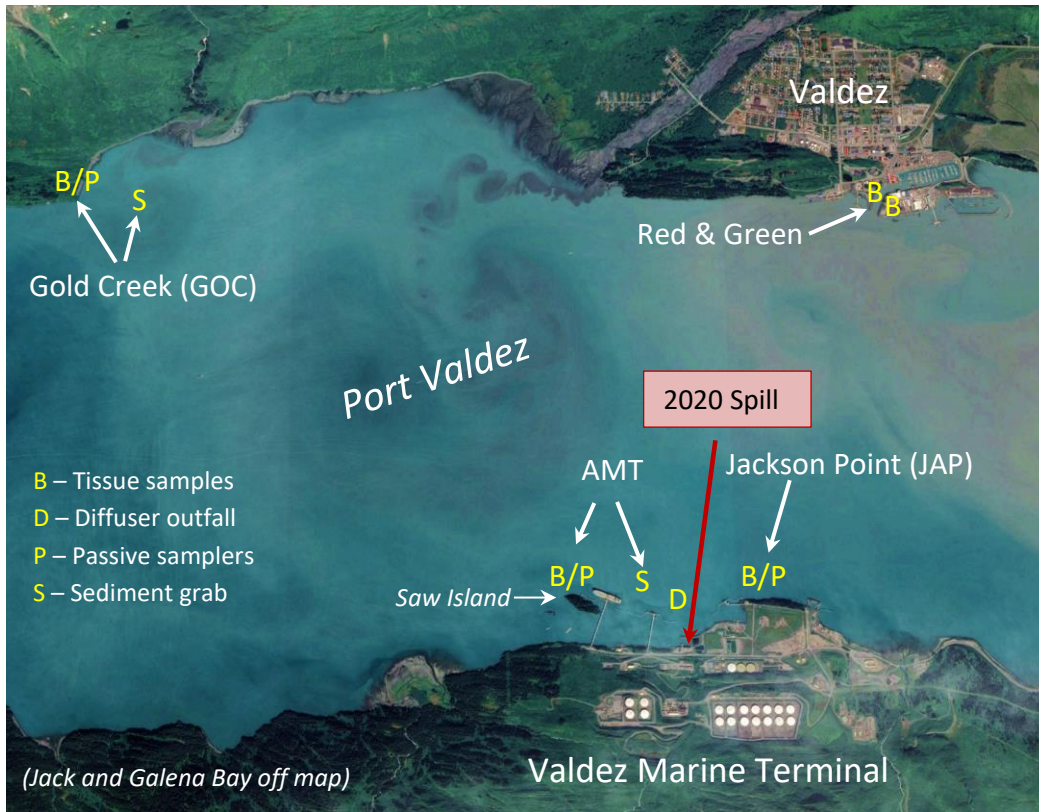 Valdez
B/P
S
B
B
Red & Green
Gold Creek (GOC)
Port Valdez
2020 Spill
AMT
Jackson Point (JAP)
B – Tissue samples
D – Diffuser outfall
P – Passive samplers
S – Sediment grab
B/P
S
D
B/P
Saw Island
Valdez Marine Terminal
(Jack and Galena Bay off map)